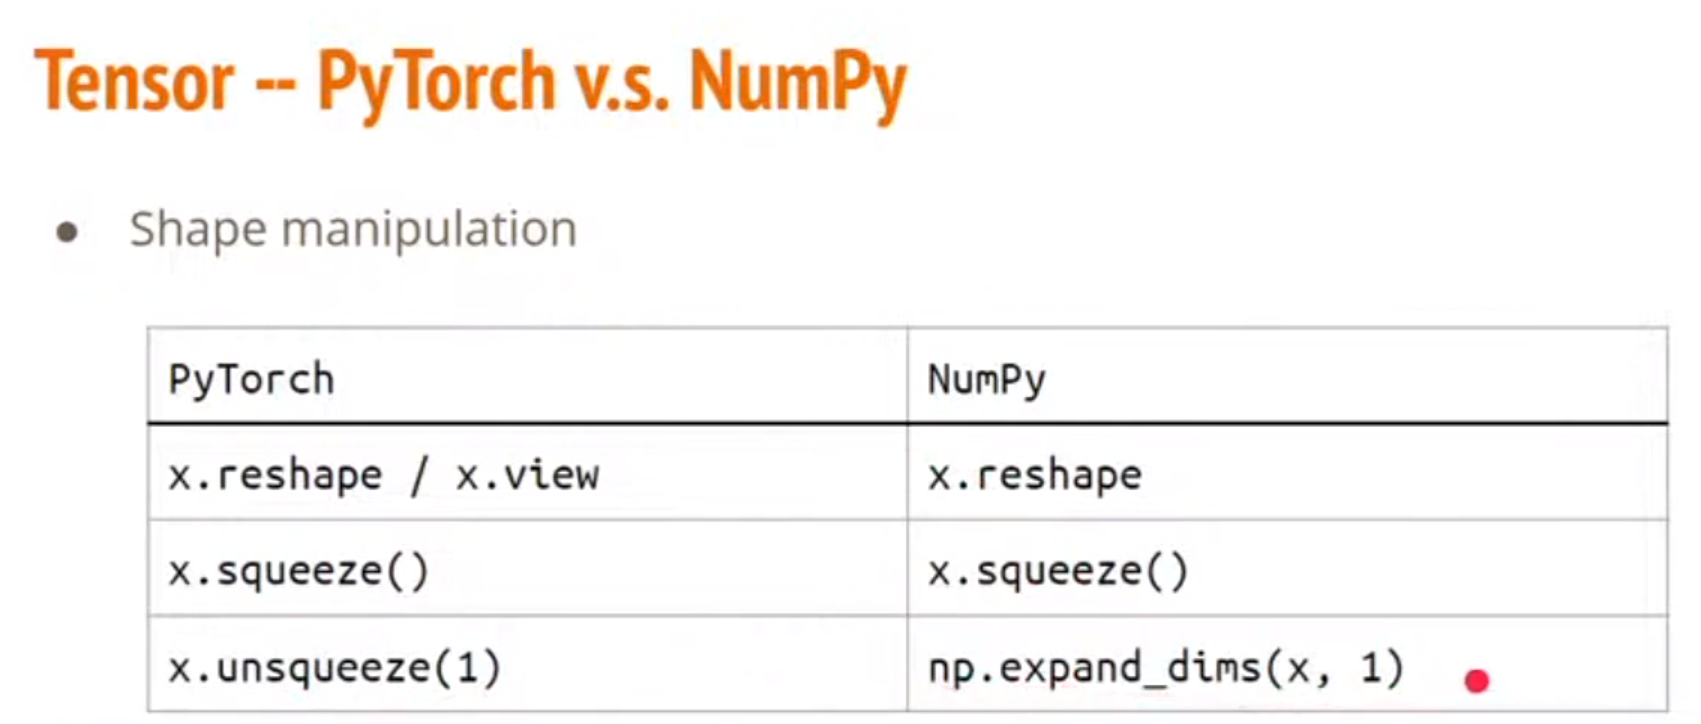 Tensor -- PyTorch v.s. NumPy
● Shape manipulation
PyTorch NumPy
x.reshape / x.view x.reshape
x.squeeze() x.squeeze()
x.unsqueeze(1) np.expand_dims(x, 1)